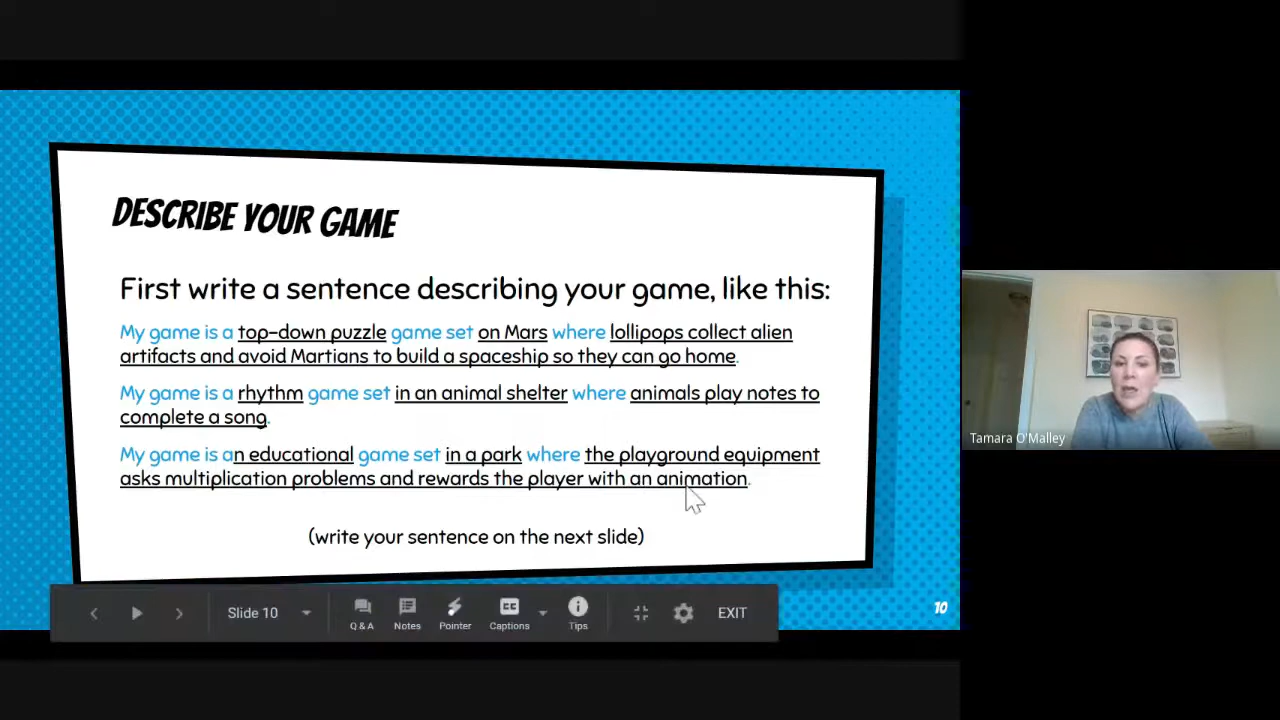 DESCRIBE YOUR GAME
First write a sentence describing your game, like this:
My game is a top-down puzzle game set on Mars where lollipops collect alien
artifacts and avoid Martians to build a spaceship so they can go home.
My game is a rhythm game set in an animal shelter where animals play notes to
complete a song.
My game is an educational game set in a park where the playground equipment
asks multiplication problems and rewards the player with an animation.
(write your sentence on the next slide)
10
Slide 10
Q & A
Notes
Pointer
Captions
CC
Tips
EXIT
Tamara O'Malley